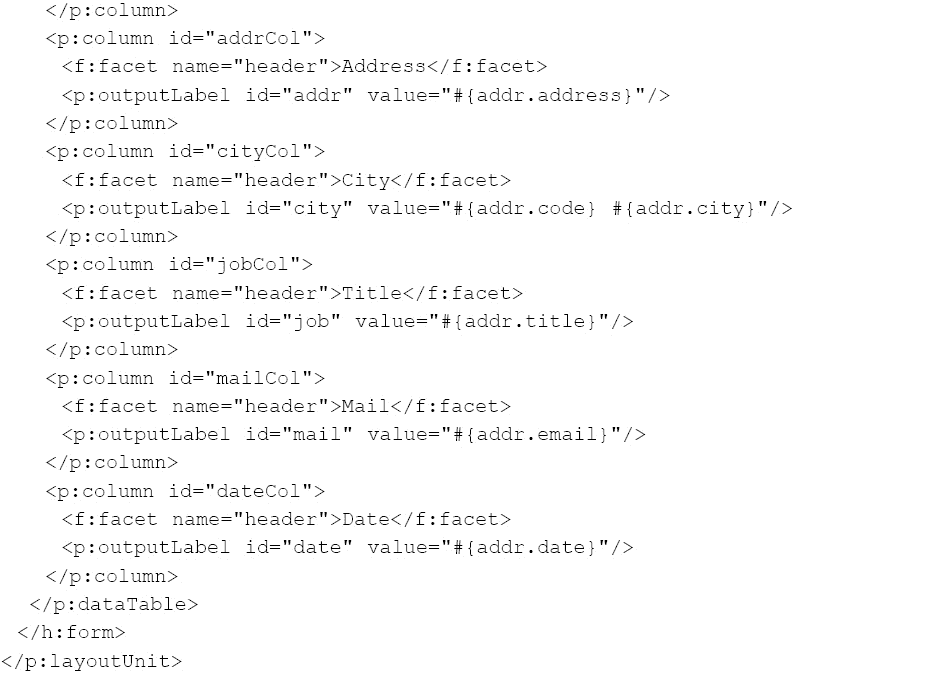 </p:column>
<p:column id="addrCol">
<f:facet name="header">Address</f:facet>
<p:outputLabel id="addr" value="#{addr.address}"/>
</p:column>
<p:column id="cityCol">
<f:facet name="header">City</f:facet>
<p:outputLabel id="city" value="#{addr.code} #{addr.city}"/>
</p:column>
<p:column id="jobCol">
<f:facet name="header">Title</f:facet>
<p:outputLabel id="job" value="#{addr.title}"/>
</p:column>
<p:column id="mailCol">
<f:facet name="header">Mail</f:facet>
<p:outputLabel id="mail" value="#{addr.email}"/>
</p:column>
<p:column id="dateCol">
<f:facet name="header">Date</f:facet>
<p:outputLabel id="date" value="#{addr.date}"/>
</p:column>
</p:dataTable>
</h:form>
</p:layoutUnit>